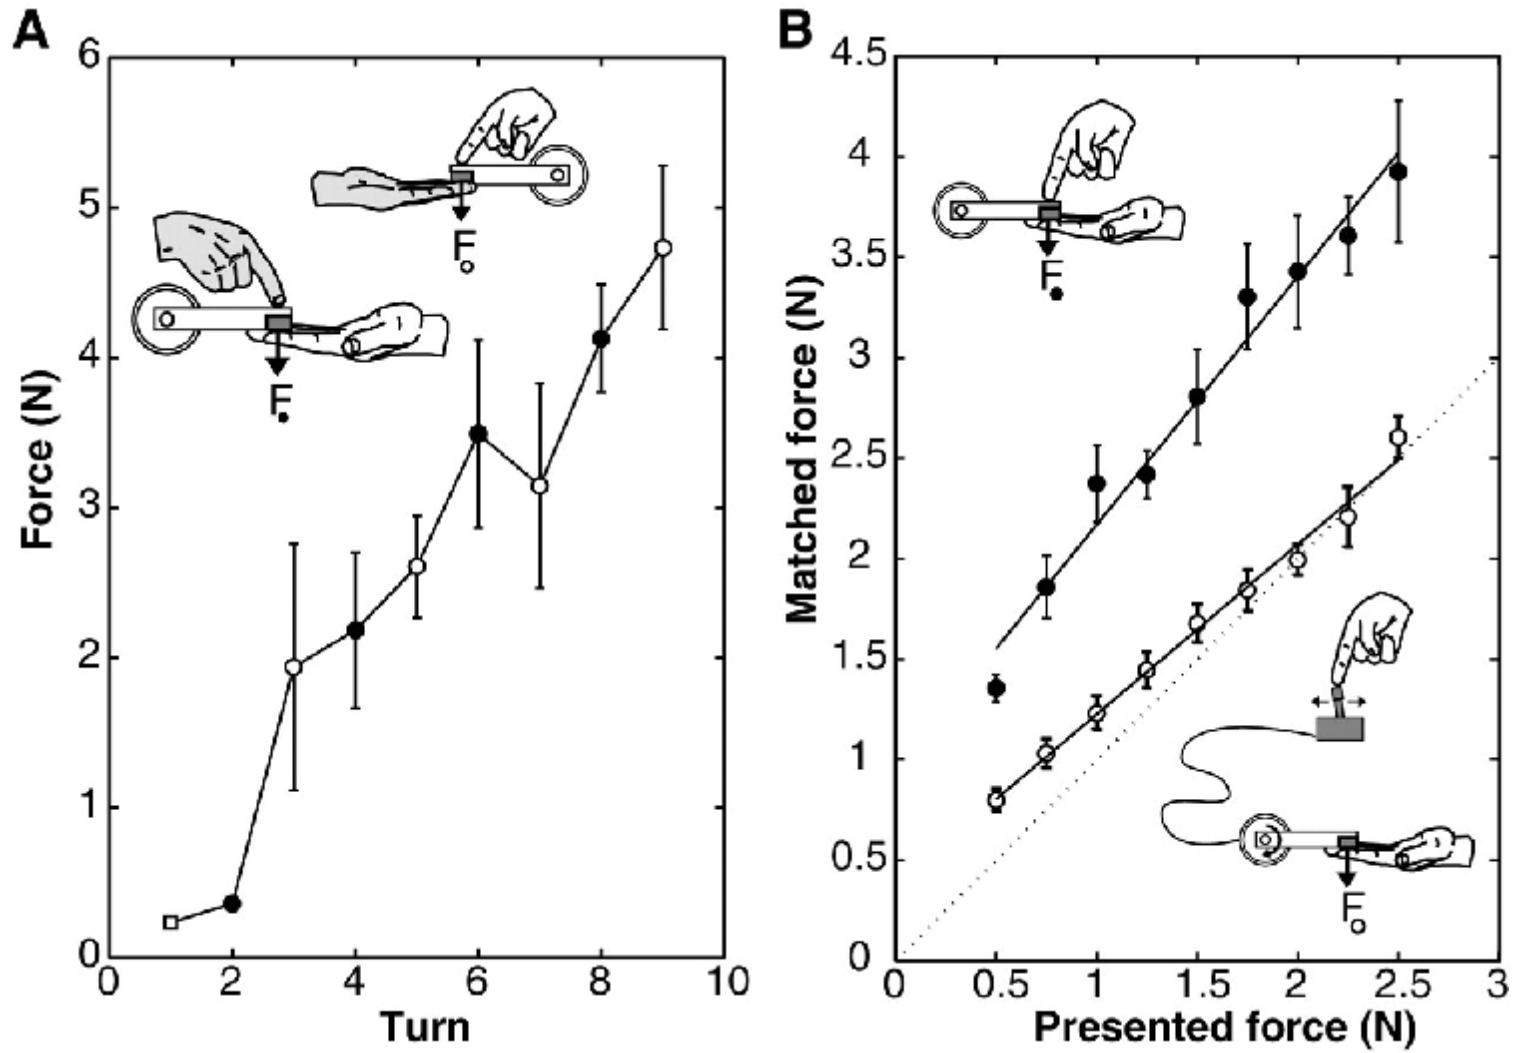 A
6
5
4
3
2
1
0
0 2 4 6 8 10
Force (N)
Turn
F○
F●
B
4.5
4
3.5
3
2.5
2
1.5
1
0.5
0
0 0.5 1 1.5 2 2.5 3
Matched force (N)
Presented force (N)
F●
F○